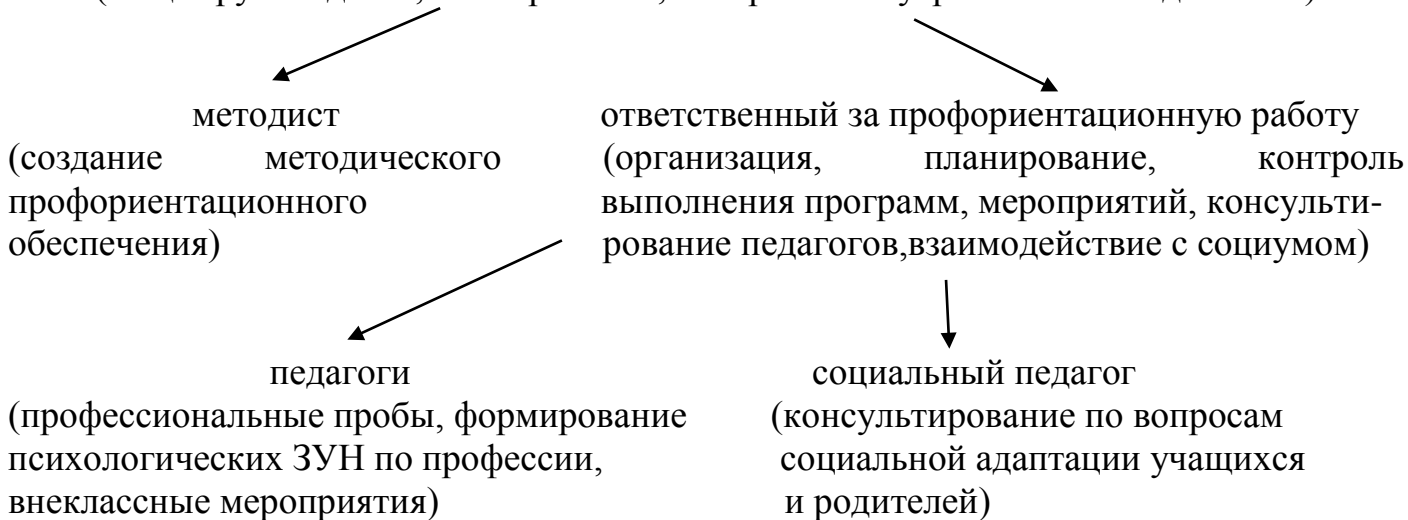 методист
(создание методического
профориентационного
обеспечения)
ответственный за профориентационную работу
(организация, планирование, контроль
выполнения программ, мероприятий, консульти-
рование педагогов,взаимодействие с социумом)
педагоги
(профессиональные пробы, формирование
психологических ЗУН по профессии,
внеклассные мероприятия)
социальный педагог
(консультирование по вопросам
социальной адаптации учащихся
и родителей)